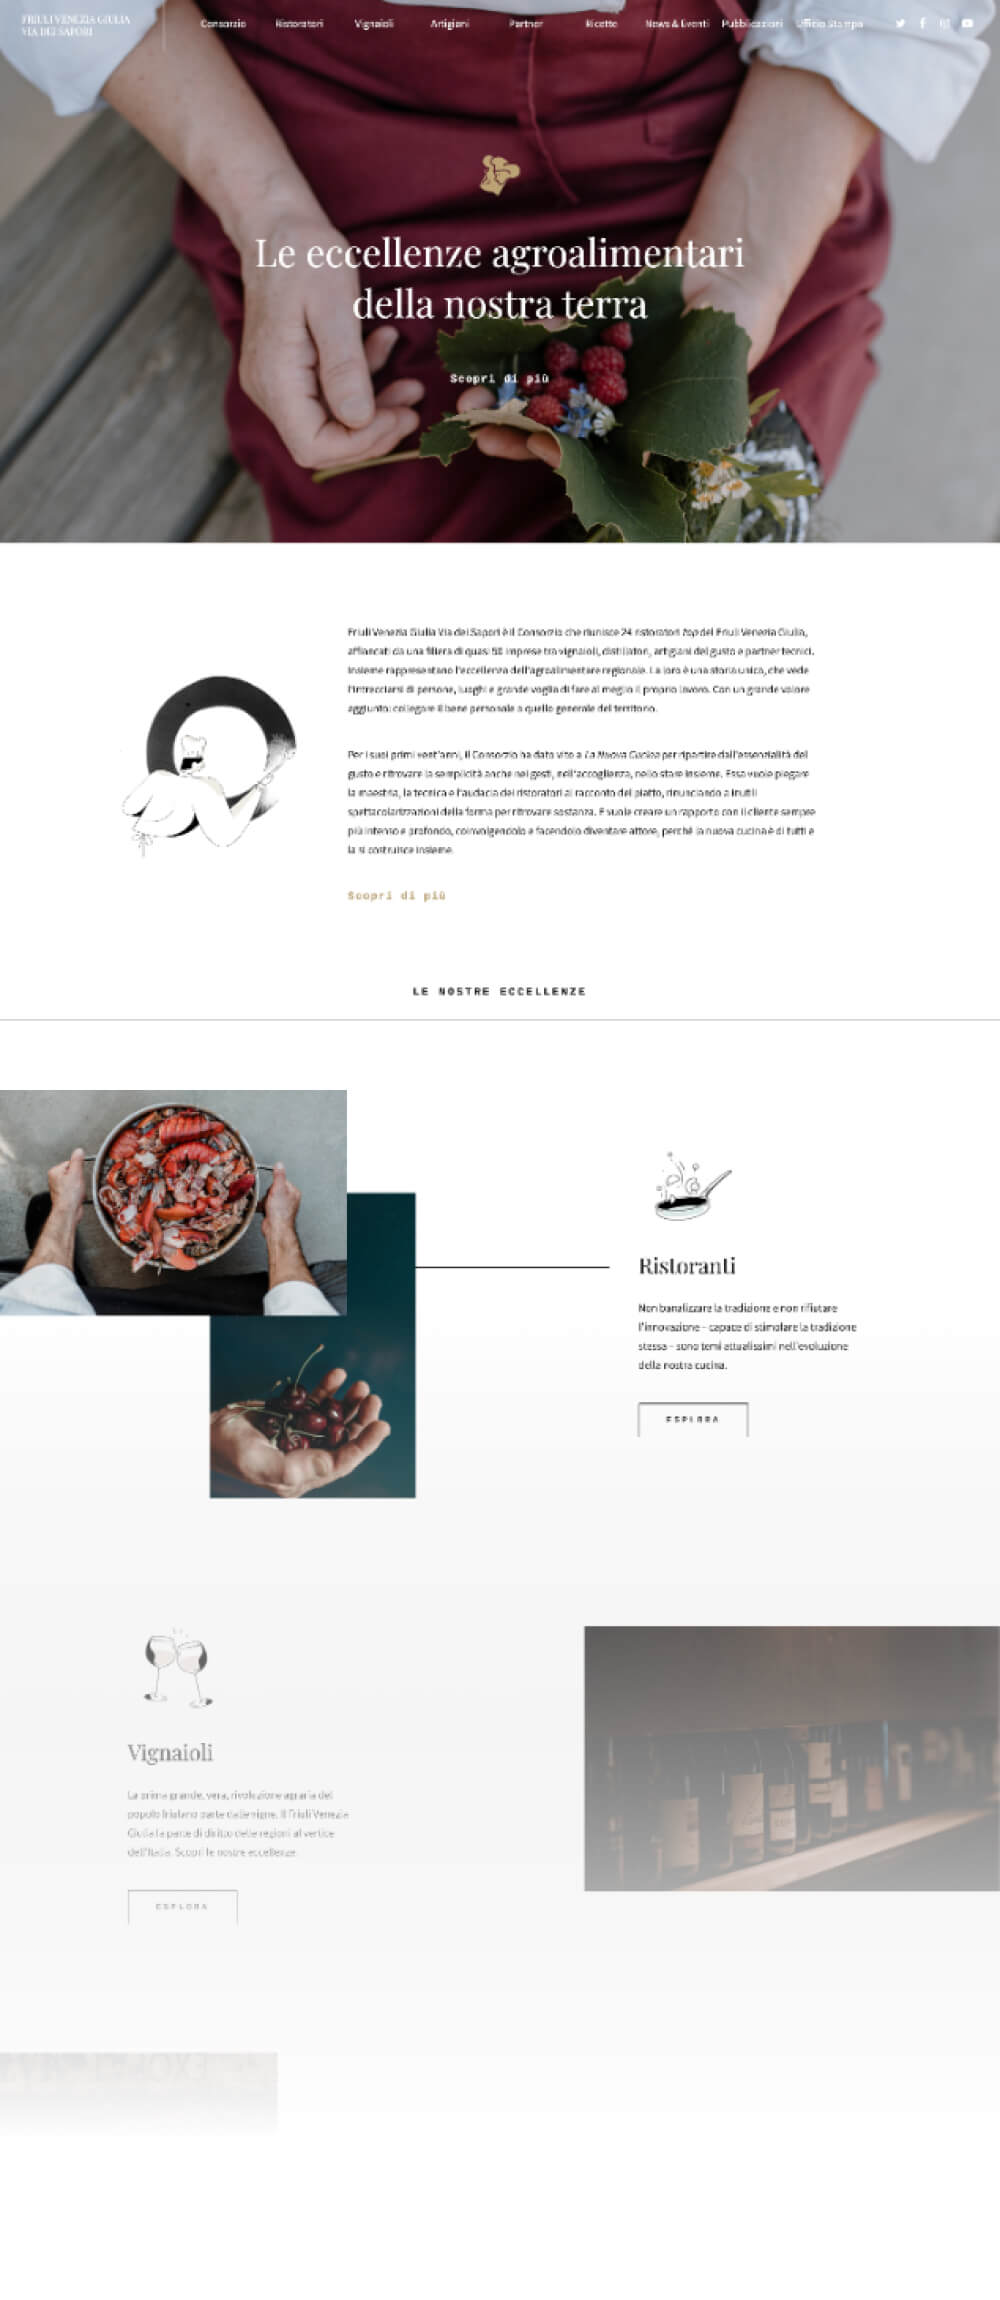 FRIULI VENEZIA GIULIA
VIA DEI SAPORI
Consorzio Ristoratori Vignaioli Artigiani Partner Ricette News & Eventi Pubblicazioni Ufficio Stampa
Le eccellenze agroalimentari
della nostra terra
Scopri di più
Friuli Venezia Giulia Via dei Sapori è il Consorzio che riunisce 24 ristoratori top del Friuli Venezia Giulia,
affiancati da una filiera di quasi 50 imprese tra vignaioli, distillatori, artigiani del gusto e partner tecnici.
Insieme rappresentano l'eccellenza dell'agroalimentare regionale. La loro è una storia unica, che vede
l'intrecciarsi di persone, luoghi e grande voglia di fare al meglio il proprio lavoro. Con un grande valore
aggiunto: collegare il bene personale a quello generale del territorio.
Per i suoi primi vent'anni, il Consorzio ha dato vita a La Nuova Cucina per ripartire dall'essenzialità del
gusto e ritrovare la semplicità anche nei gesti, nell'accoglienza, nello stare insieme. Essa vuole piegare
la maestria, la tecnica e l'audacia dei ristoratori al racconto del piatto, rinunciando a inutili
spettacolarizzazioni della forma per ritrovare sostanza. E vuole creare un rapporto con il cliente sempre
più intenso e profondo, coinvolgendolo e facendolo diventare attore, perché la nuova cucina è di tutti e
la si costruisce insieme.
Scopri di più
LE NOSTRE ECCELLENZE
Ristoranti
Non banalizzare la tradizione e non rifiutare
l'innovazione – capace di stimolare la tradizione
stessa – sono temi attualissimi nell'evoluzione
della nostra cucina.
ESPLORA
Vignaioli
La prima grande, vera, rivoluzione agraria del
popolo friulano parte dalle vigne. Il Friuli Venezia
Giulia fa parte di diritto delle regioni al vertice
dell'Italia. Scopri le nostre eccellenze.
ESPLORA